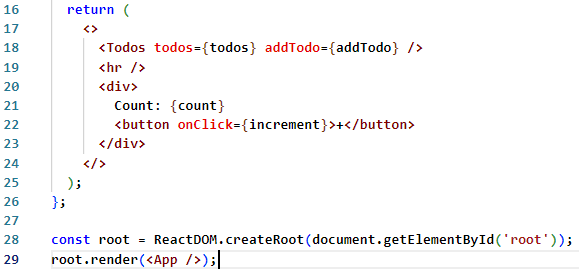 16 return (
17 <>
18 <Todos todos={todos} addTodo={addTodo} />
19 <hr />
20 <div>
21 Count: {count}
22 <button onClick={increment}>+</button>
23 </div>
24 </>
25 );
26 };
27
28 const root = ReactDOM.createRoot(document.getElementById('root'));
29 root.render(<App />);